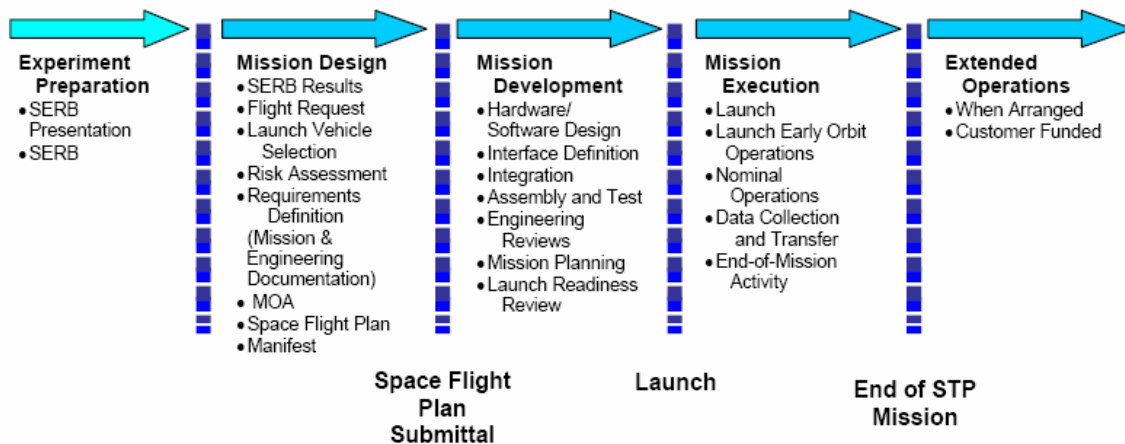 Experiment
Preparation
• SERB
Presentation
• SERB
Mission Design
• SERB Results
• Flight Request
• Launch Vehicle
Selection
• Risk Assessment
• Requirements
Definition
(Mission &
Engineering
Documentation)
• MOA
• Space Flight Plan
• Manifest
Mission
Development
• Hardware/
Software Design
• Interface Definition
• Integration
• Assembly and Test
• Engineering
Reviews
• Mission Planning
• Launch Readiness
Review
Mission
Execution
• Launch
• Launch Early Orbit
Operations
• Nominal
Operations
• Data Collection
and Transfer
• End-of-Mission
Activity
Extended
Operations
• When Arranged
• Customer Funded
Space Flight
Plan
Submittal
Launch
End of STP
Mission